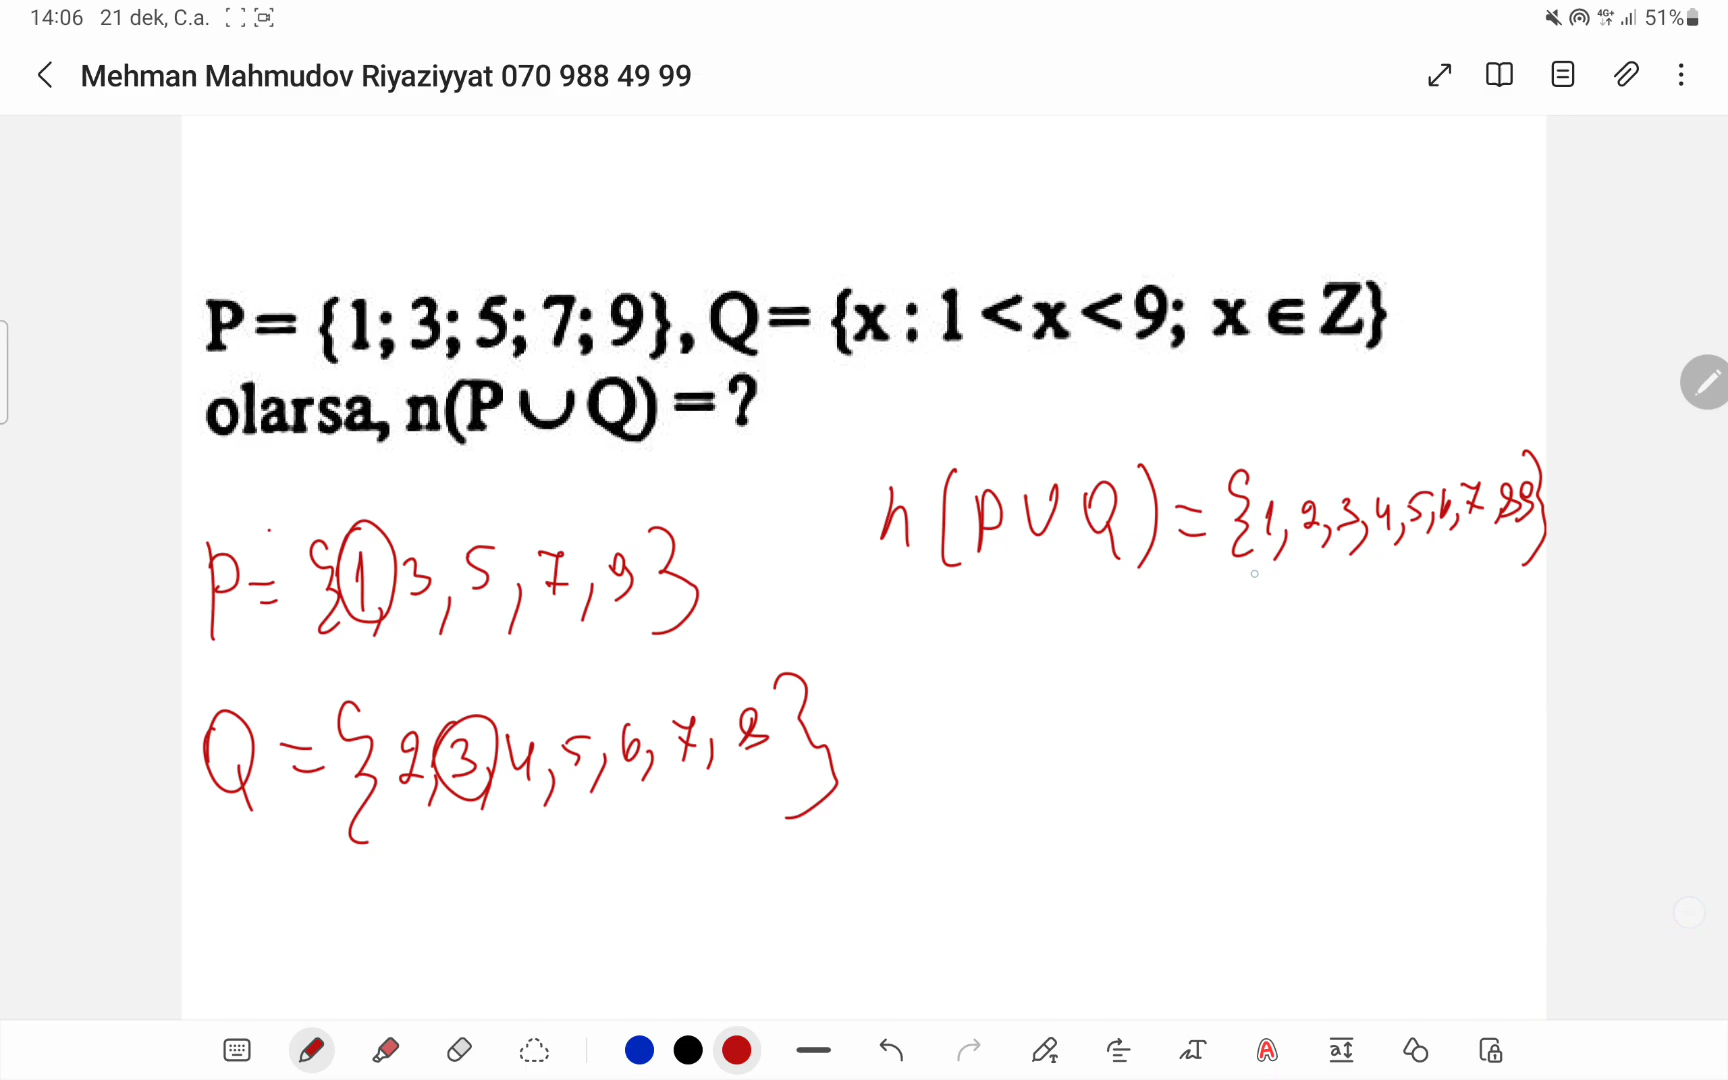 14:06 21 dek, C.a. 4G+ 51%
Mehman Mahmudov Riyaziyyat 070 988 49 99
P = {1; 3; 5; 7; 9}, Q = {x : 1 < x < 9; x ∈ Z}
olarsa, n(P ∪ Q) = ?
n(P ∪ Q) = {1, 2, 3, 4, 5, 6, 7 89}
P = {1, 3, 5, 7, 9}
Q = {2, 3, 4, 5, 6, 7, 8}